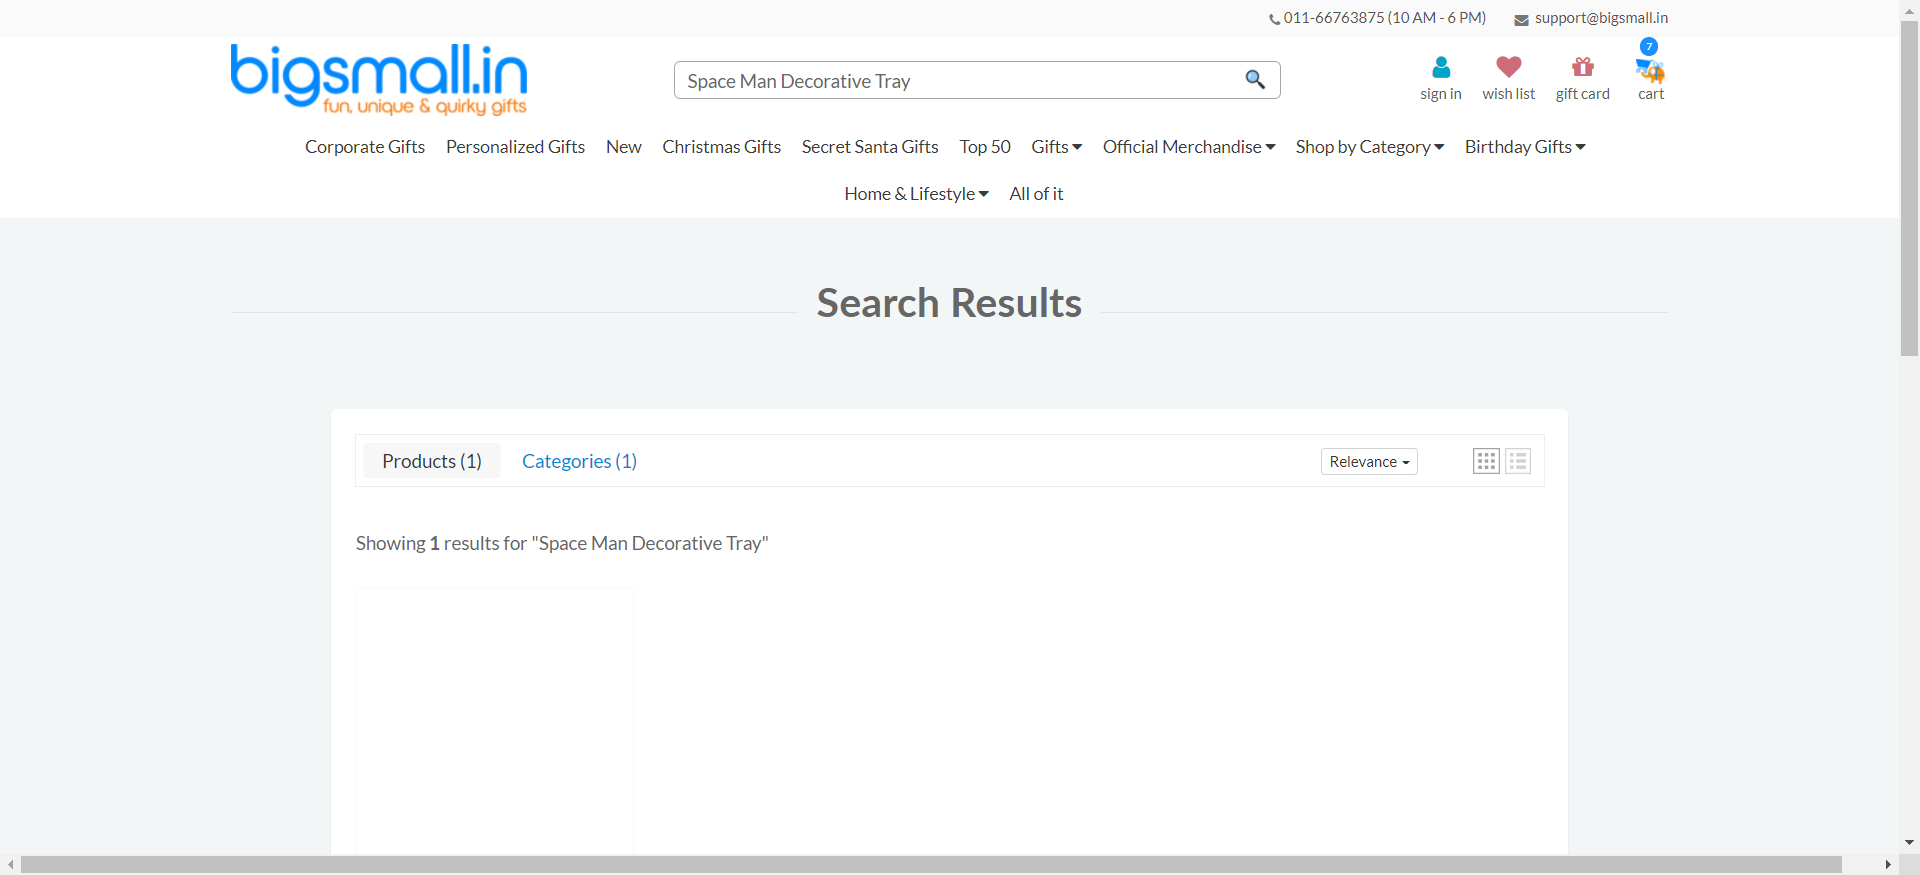 011-66763875 (10 AM - 6 PM) support@bigsmall.in
bigsmall.in
fun, unique & quirky gifts
Space Man Decorative Tray
7
sign in wish list gift card cart
Corporate Gifts Personalized Gifts New Christmas Gifts Secret Santa Gifts Top 50 Gifts Official Merchandise Shop by Category Birthday Gifts
Home & Lifestyle All of it
Search Results
Products (1) Categories (1) Relevance
Showing 1 results for "Space Man Decorative Tray"